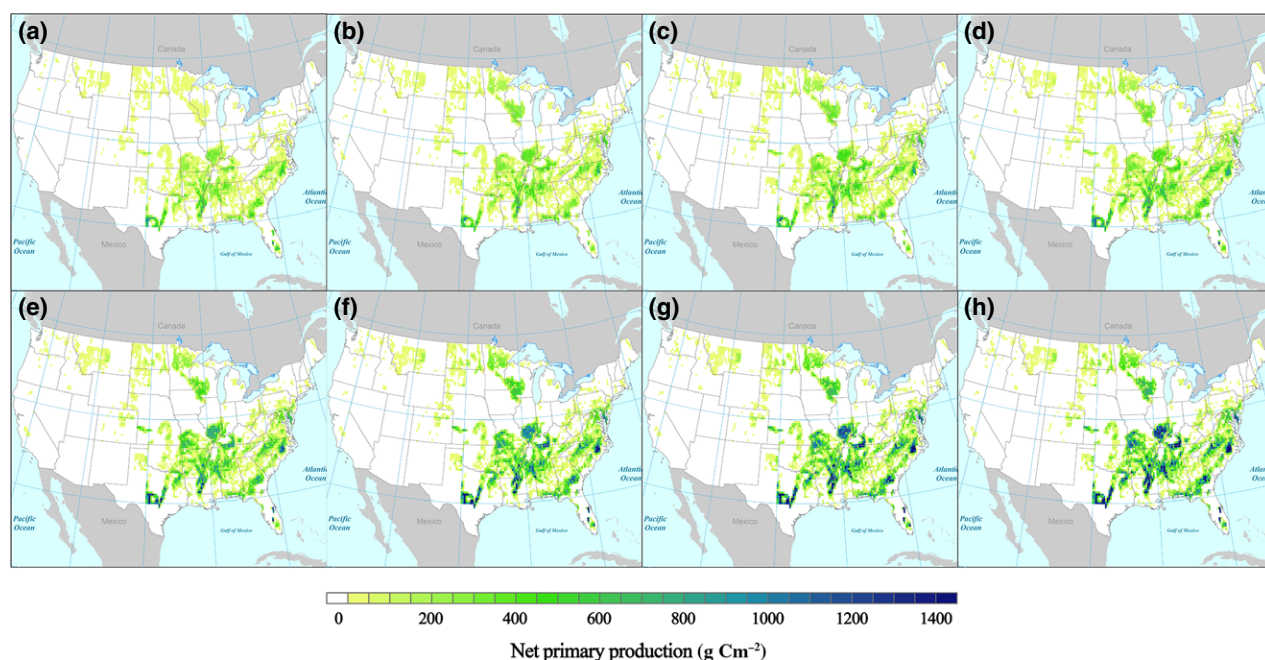 (a) (b) (c) (d)
Canada Canada Canada Canada
Atlantic Ocean Atlantic Ocean Atlantic Ocean Atlantic Ocean
Pacific Ocean Pacific Ocean Pacific Ocean Pacific Ocean
Mexico Mexico Mexico Mexico
Gulf of Mexico Gulf of Mexico Gulf of Mexico Gulf of Mexico
(e) (f) (g) (h)
Canada Canada Canada Canada
Atlantic Ocean Atlantic Ocean Atlantic Ocean Atlantic Ocean
Pacific Ocean Pacific Ocean Pacific Ocean Pacific Ocean
Mexico Mexico Mexico Mexico
Gulf of Mexico Gulf of Mexico Gulf of Mexico Gulf of Mexico
0 200 400 600 800 1000 1200 1400
Net primary production (g Cm⁻²)